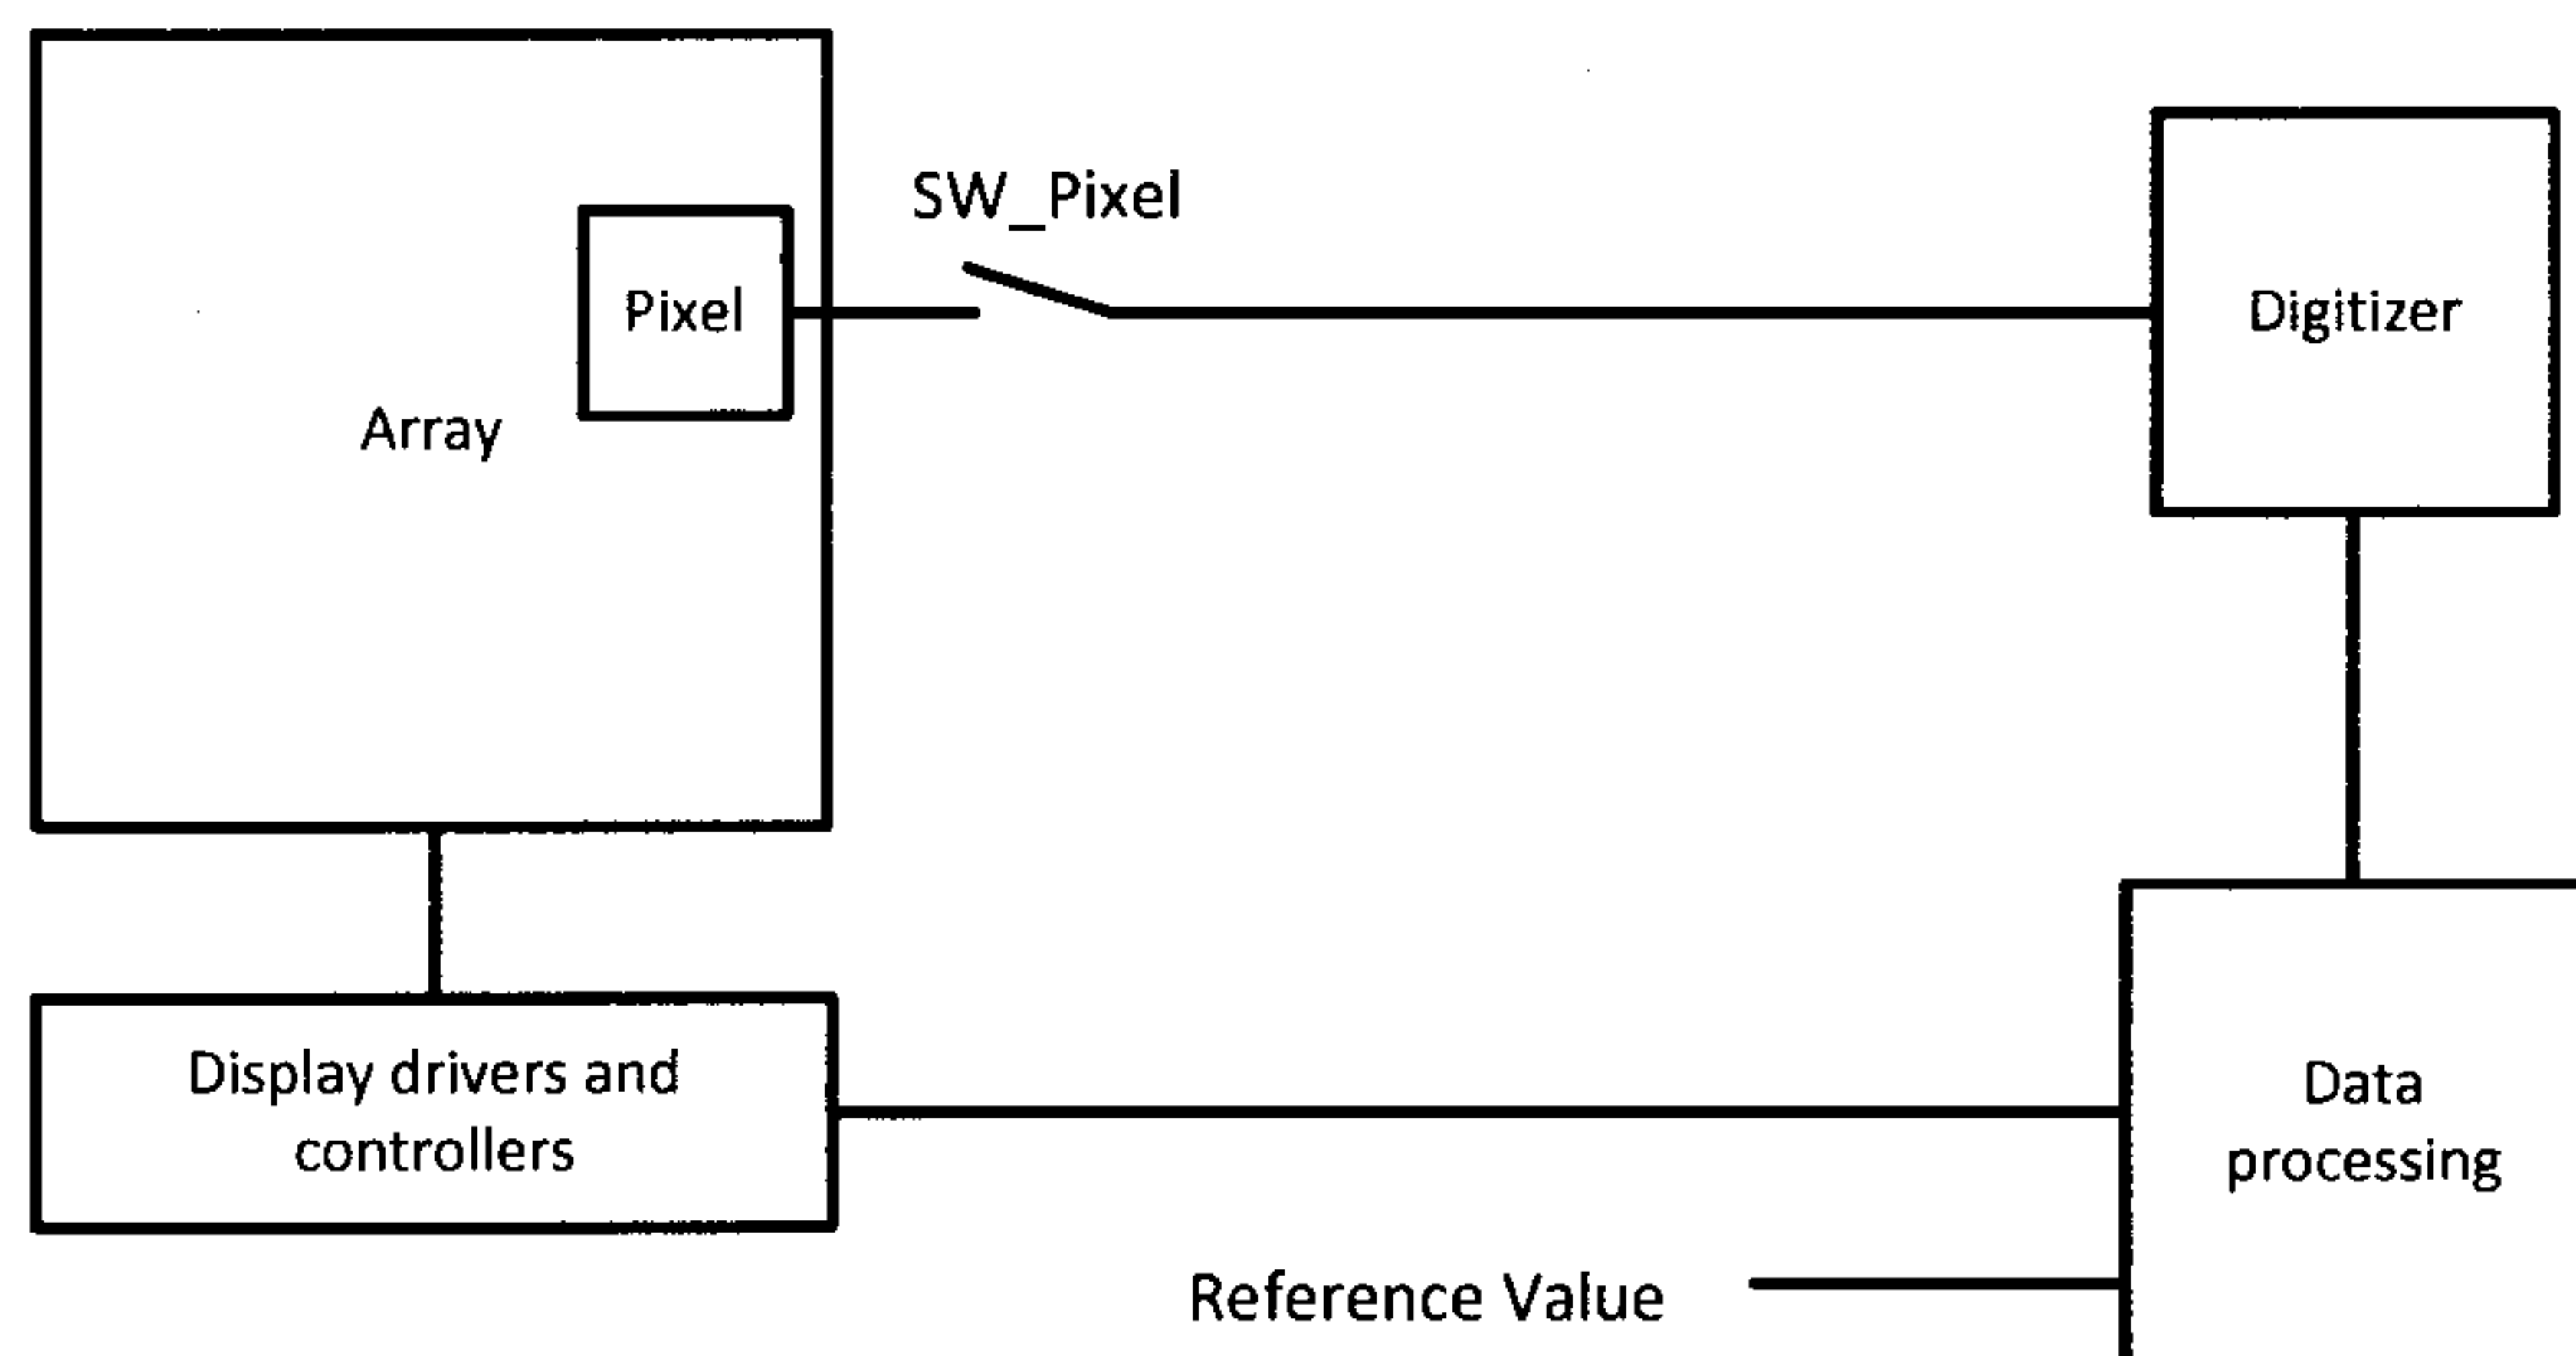 SW_Pixel
Pixel
Digitizer
Array
Display drivers and
controllers
Data
processing
Reference Value